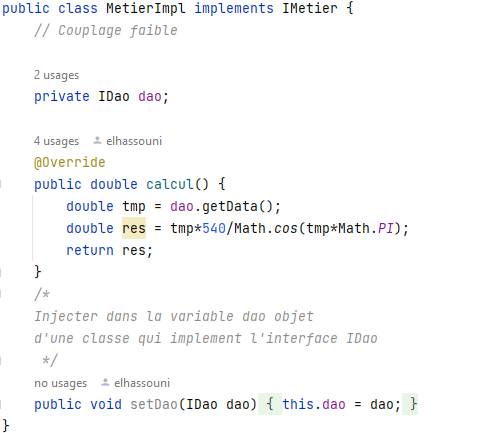 public class MetierImpl implements IMetier {
// Couplage faible
2 usages
private IDao dao;
4 usages elhassouni
@Override
public double calcul() {
double tmp = dao.getData();
double res = tmp*540/Math.cos(tmp*Math.PI);
return res;
}
/*
Injecter dans la variable dao objet
d'une classe qui implement l'interface IDao
*/
no usages elhassouni
public void setDao(IDao dao) { this.dao = dao; }
}